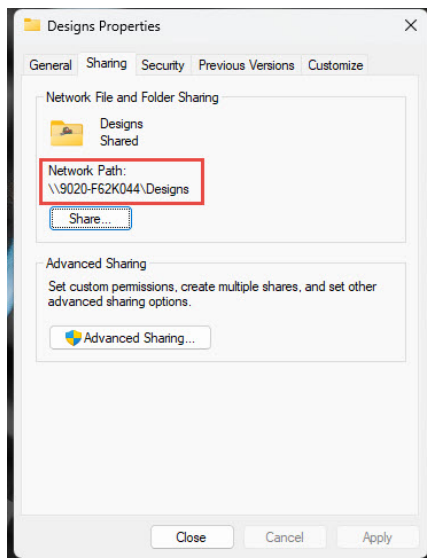 Designs Properties
General Sharing Security Previous Versions Customize
Network File and Folder Sharing
Designs
Shared
Network Path:
\\9020-F62K044\Designs
Share...
Advanced Sharing
Set custom permissions, create multiple shares, and set other
advanced sharing options.
Advanced Sharing...
Close Cancel Apply